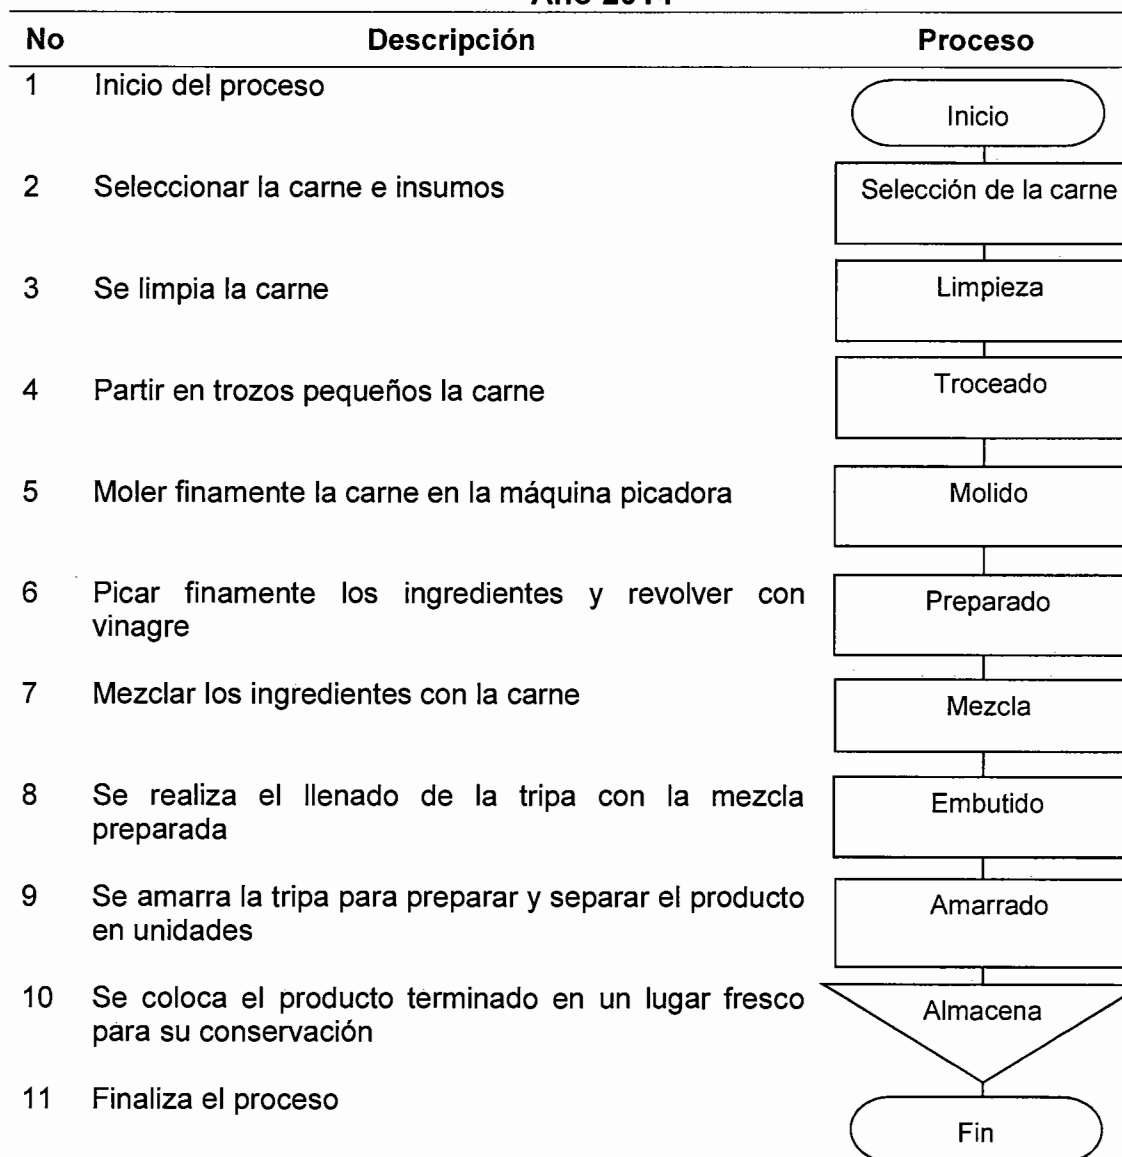 No Descripción Proceso
1 Inicio del proceso
Inicio
2 Seleccionar la carne e insumos
Selección de la carne
3 Se limpia la carne
Limpieza
4 Partir en trozos pequeños la carne
Troceado
5 Moler finamente la carne en la máquina picadora
Molido
6 Picar finamente los ingredientes y revolver con
vinagre
Preparado
7 Mezclar los ingredientes con la carne
Mezcla
8 Se realiza el llenado de la tripa con la mezcla
preparada
Embutido
9 Se amarra la tripa para preparar y separar el producto
en unidades
Amarrado
10 Se coloca el producto terminado en un lugar fresco
para su conservación
Almacena
11 Finaliza el proceso
Fin